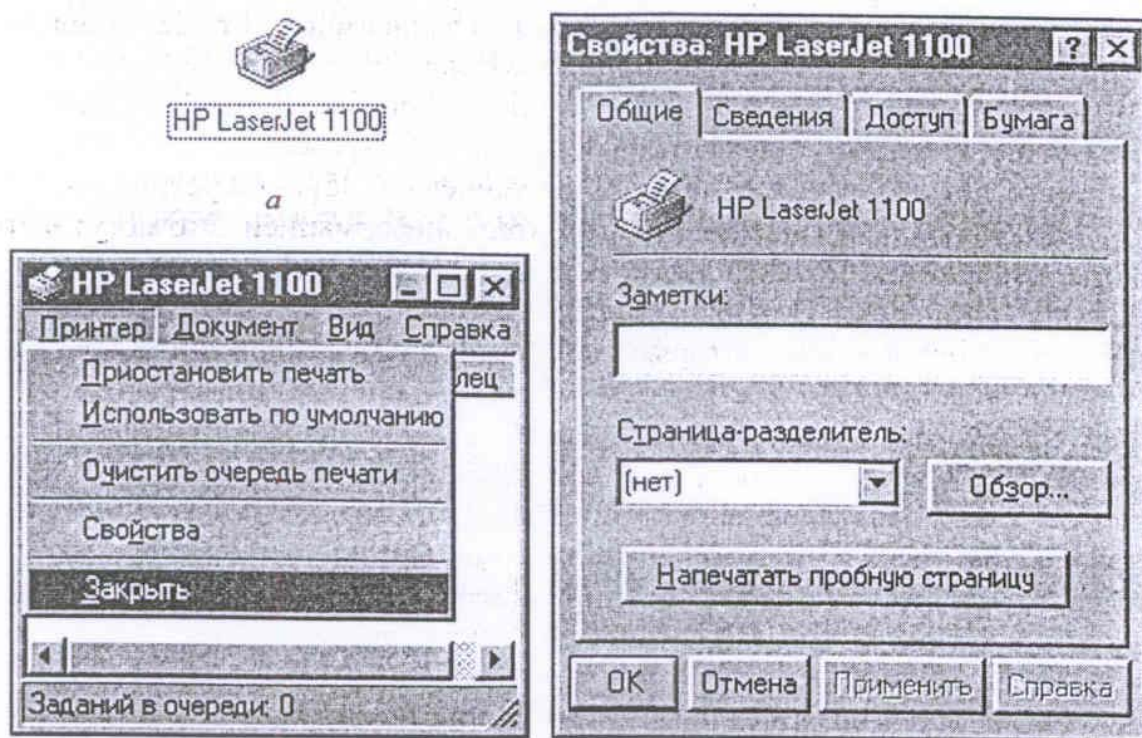 HP LaserJet 1100
а
HP LaserJet 1100
Принтер Документ Вид Справка
Приостановить печать
лец
Использовать по умолчанию
Очистить очередь печати
Свойства
Закрыть
Заданий в очереди: 0
Свойства: HP LaserJet 1100
Общие Сведения Доступ Бумага
HP LaserJet 1100
Заметки:
Страница-разделитель:
(нет) Обзор...
Напечатать пробную страницу
OK Отмена Применить Справка